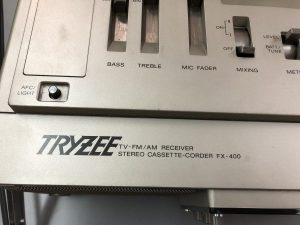 ON
OFF
LEVEL
BATT/
TUNE
BASS TREBLE MIC FADER MIXING MET
AFC/
LIGHT
TRYZEE TV-FM/AM RECEIVER
STEREO CASSETTE-CORDER FX-400